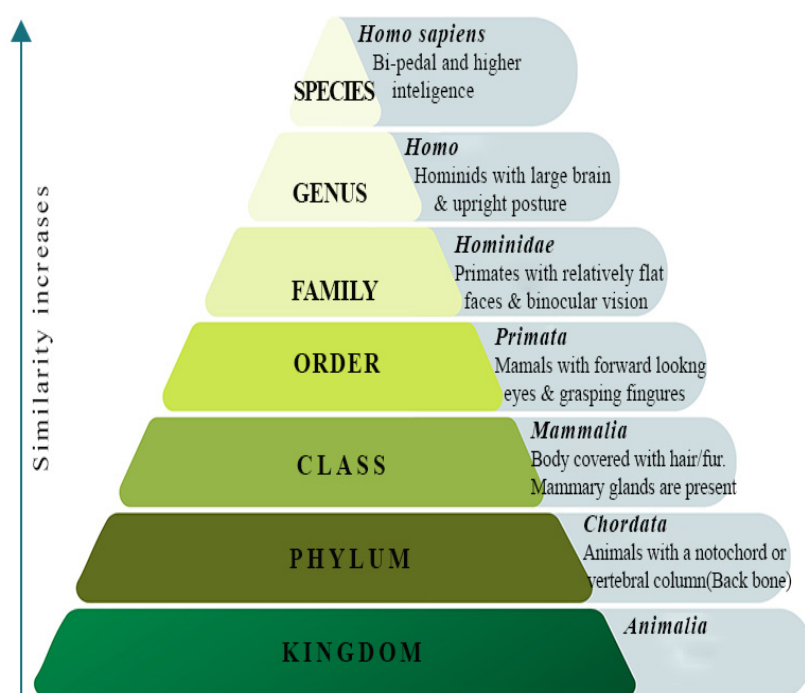 Similarity increases
Homo sapiens
Bi-pedal and higher
inteligence
SPECIES
Homo
Hominids with large brain
& upright posture
GENUS
Hominidae
Primates with relatively flat
faces & binocular vision
FAMILY
Primata
Mamals with forward lookng
eyes & grasping fingures
ORDER
Mammalia
Body covered with hair/fur.
Mammary glands are present
CLASS
Chordata
Animals with a notochord or
vertebral column(Back bone)
PHYLUM
Animalia
KINGDOM